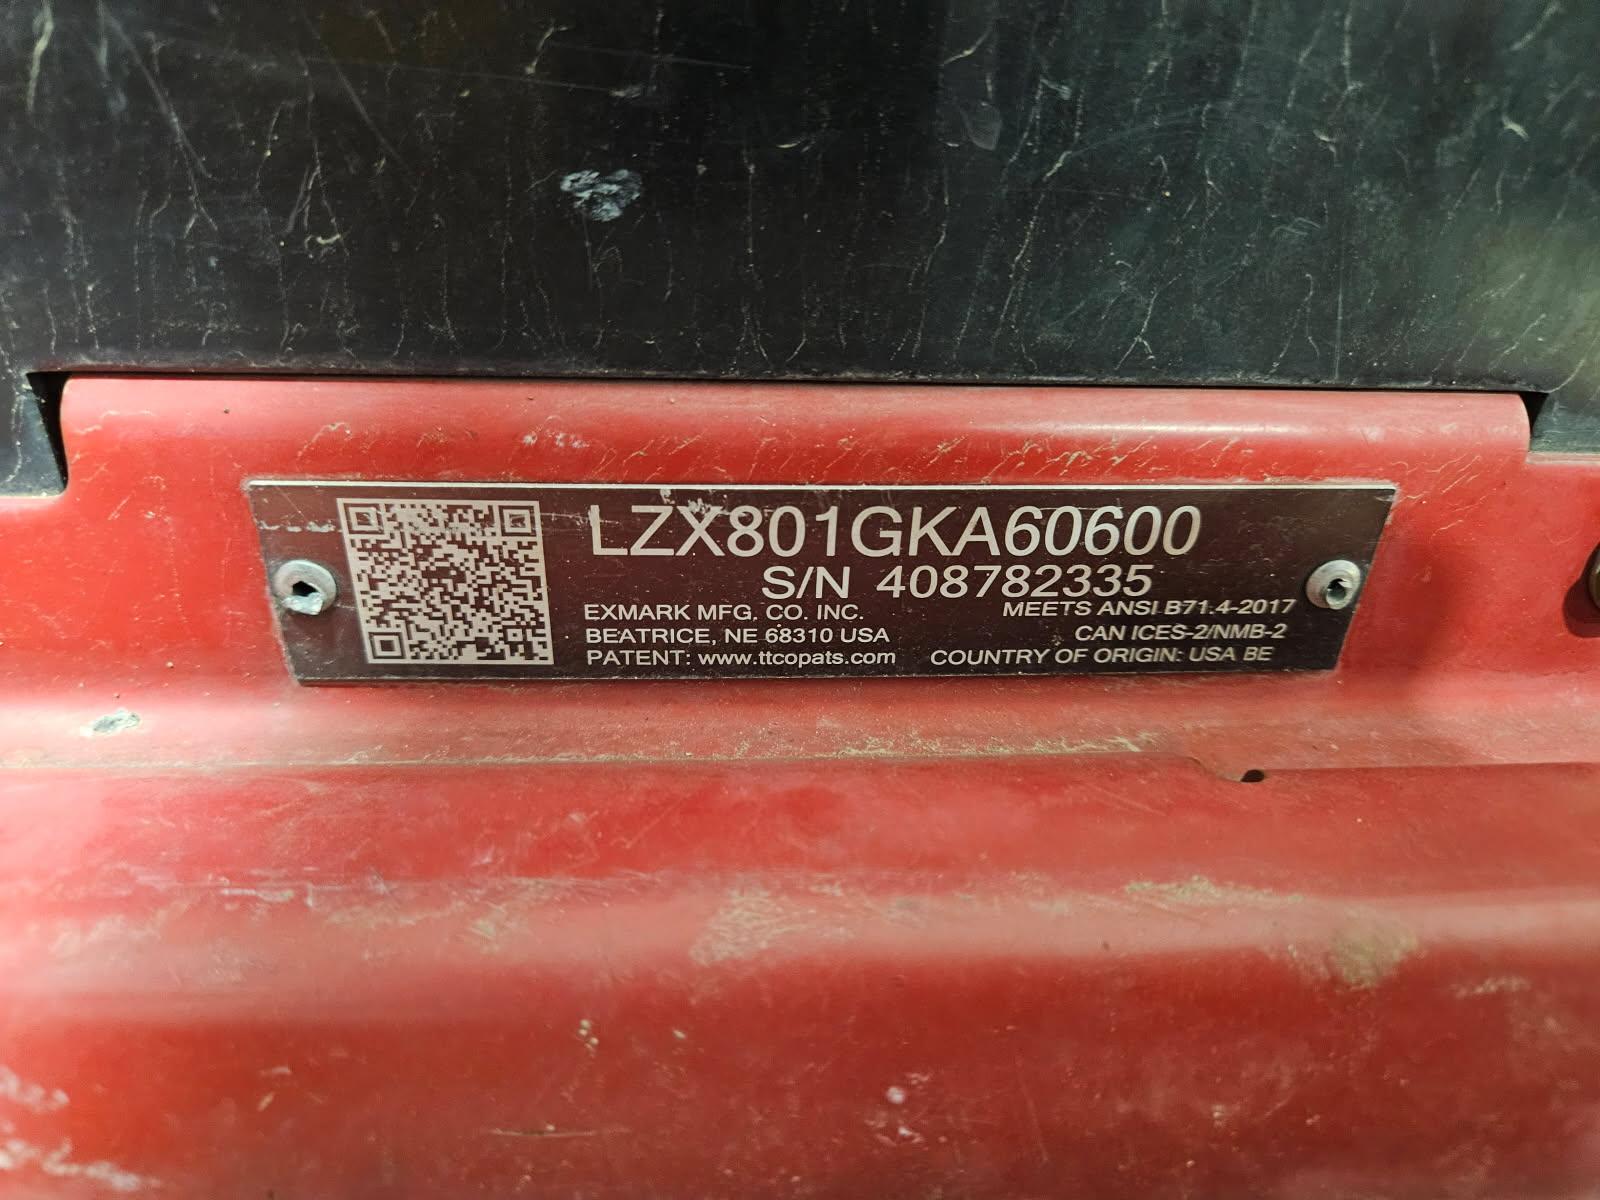 LZX801GKA60600
S/N 408782335
EXMARK MFG. CO. INC.
BEATRICE, NE 68310 USA
PATENT: www.ttcopats.com
MEETS ANSI B71.4-2017
CAN ICES-2/NMB-2
COUNTRY OF ORIGIN: USA BE